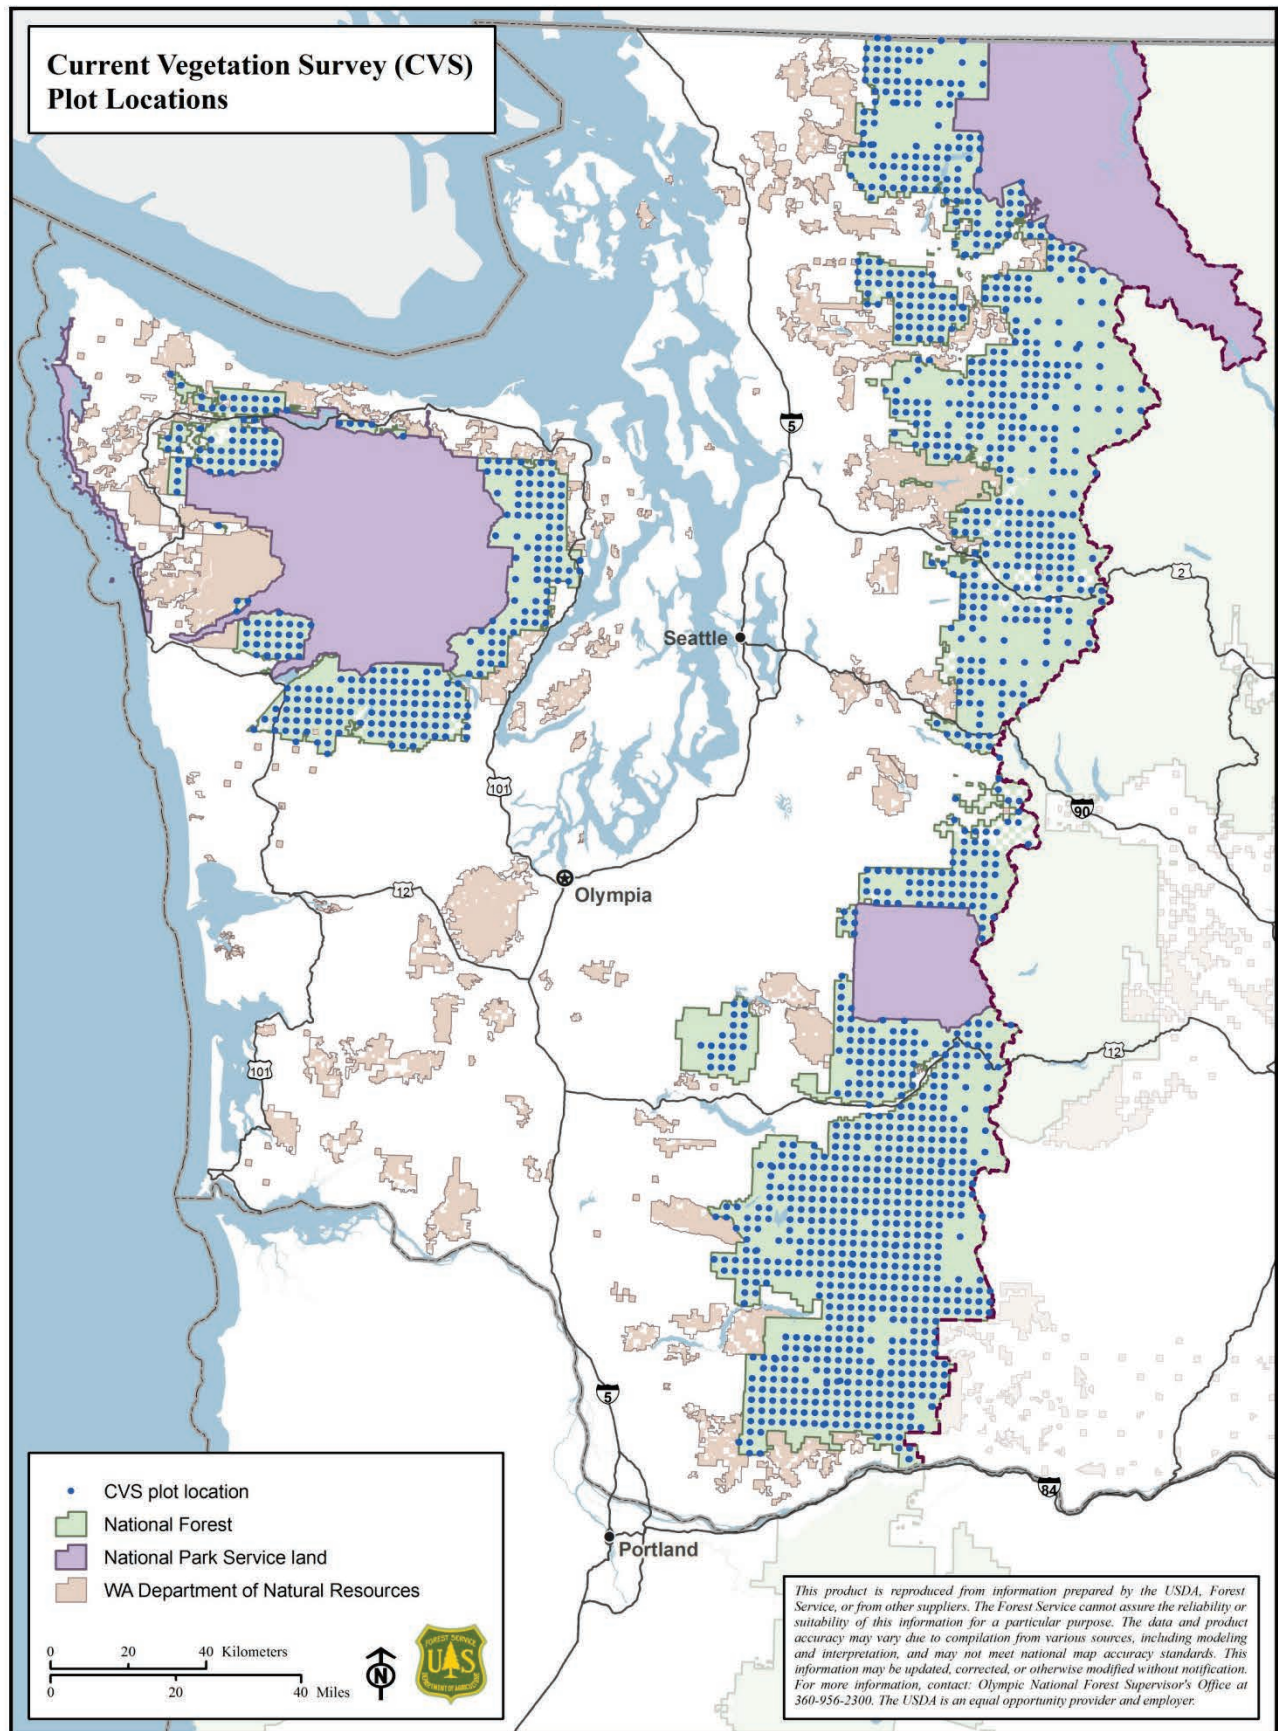 Current Vegetation Survey (CVS)
Plot Locations
5
2
Seattle
101
90
12
Olympia
101
12
5
84
Portland
CVS plot location
National Forest
National Park Service land
WA Department of Natural Resources
0 20 40 Kilometers
0 20 40 Miles
N
FOREST SERVICE
U S
DEPARTMENT OF AGRICULTURE
This product is reproduced from information prepared by the USDA, Forest
Service, or from other suppliers. The Forest Service cannot assure the reliability or
suitability of this information for a particular purpose. The data and product
accuracy may vary due to compilation from various sources, including modeling
and interpretation, and may not meet national map accuracy standards. This
information may be updated, corrected, or otherwise modified without notification.
For more information, contact: Olympic National Forest Supervisor's Office at
360-956-2300. The USDA is an equal opportunity provider and employer.